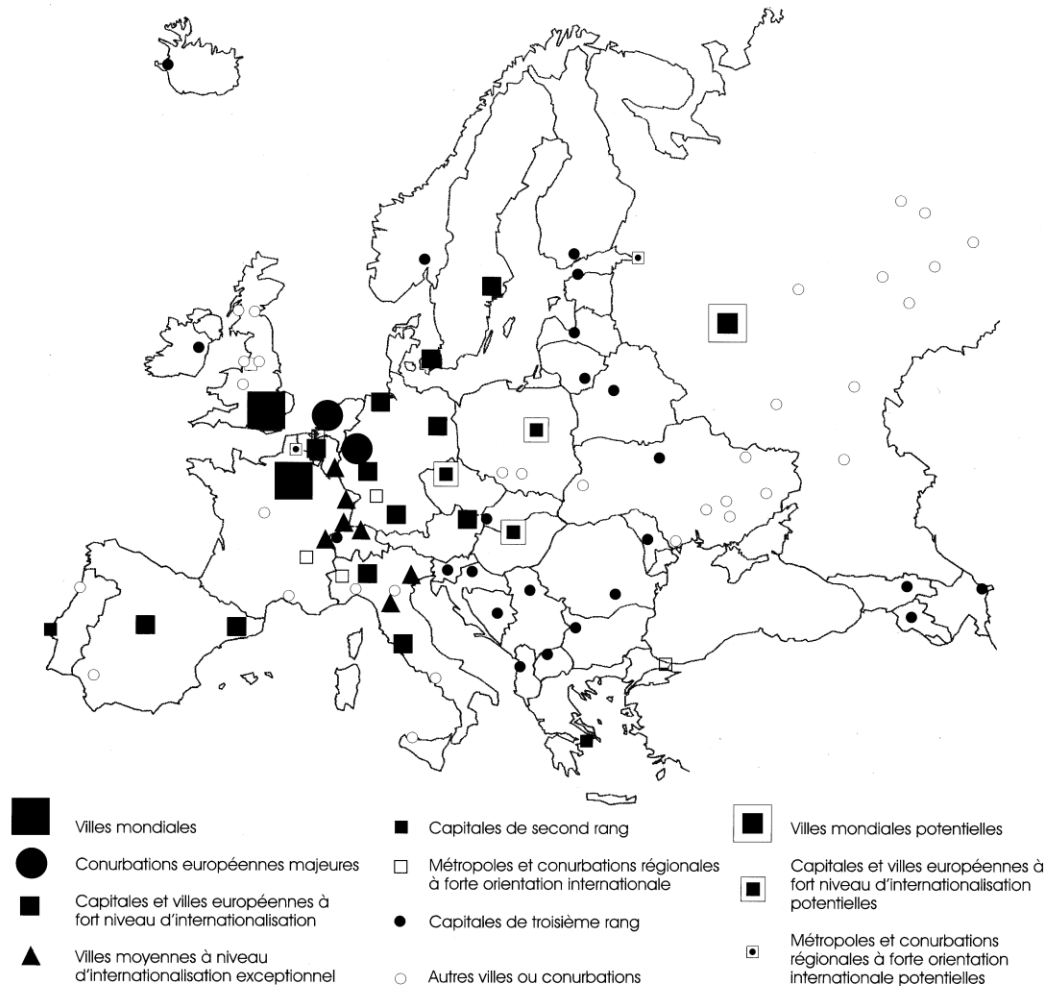 Villes mondiales
Conurbations européennes majeures
Capitales et villes européennes à
fort niveau d'internationalisation
Villes moyennes à niveau
d'internationalisation exceptionnel
Capitales de second rang
Métropoles et conurbations régionales
à forte orientation internationale
Capitales de troisième rang
Autres villes ou conurbations
Villes mondiales potentielles
Capitales et villes européennes à
fort niveau d'internationalisation
potentielles
Métropoles et conurbations
régionales à forte orientation
internationale potentielles